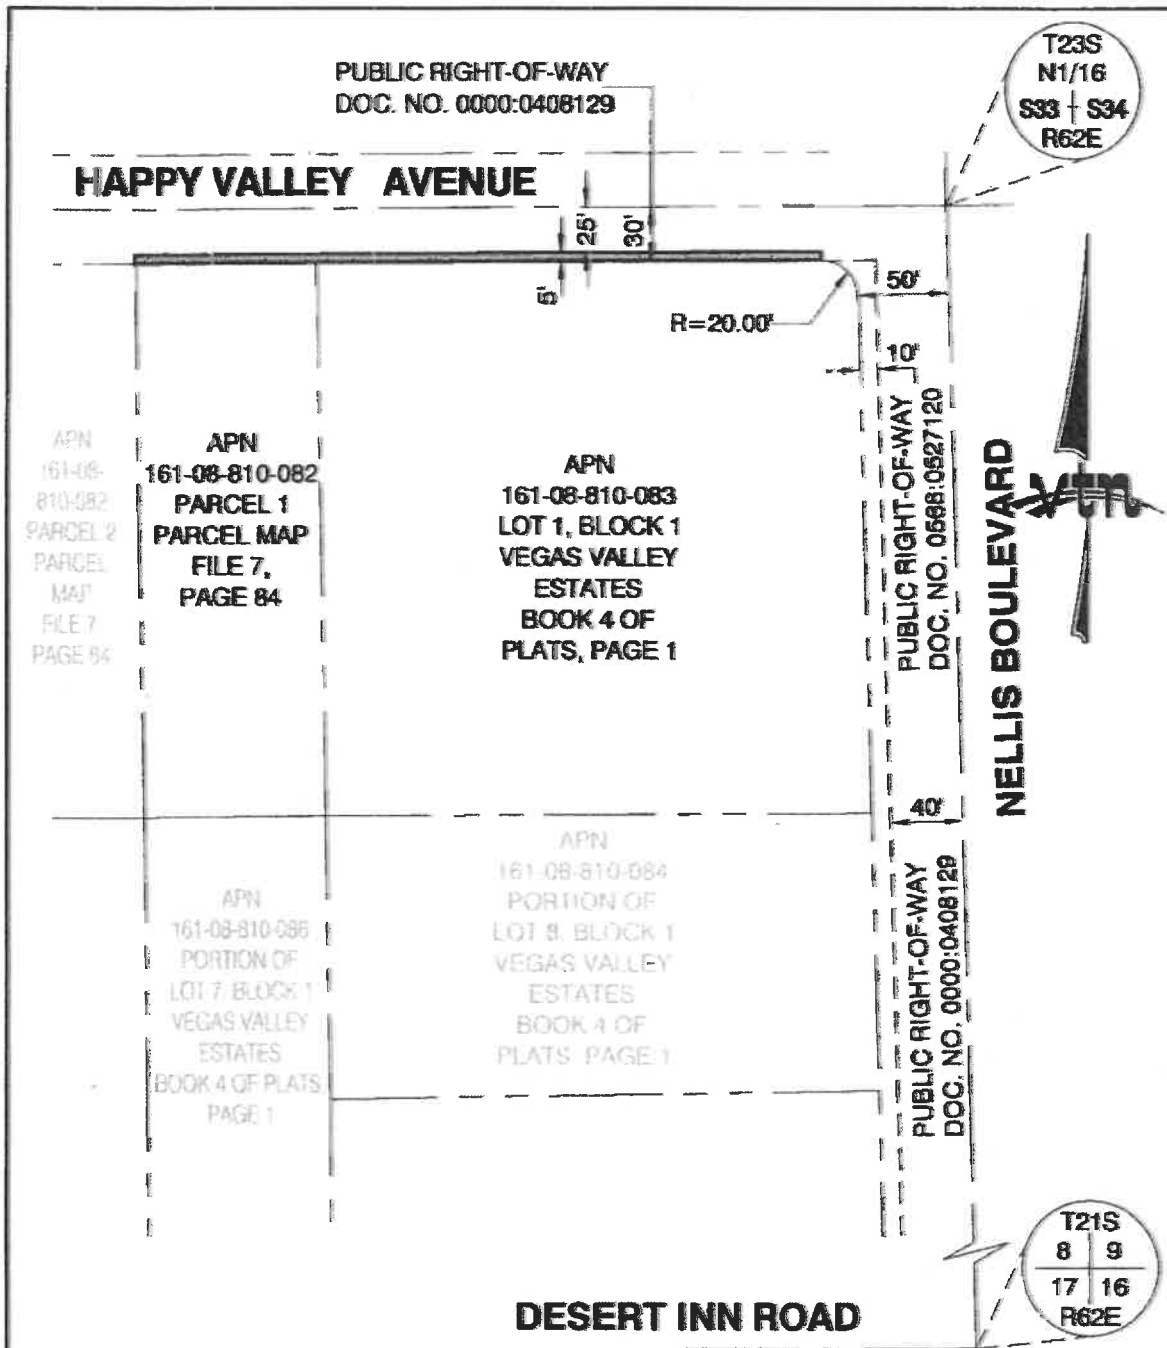 PUBLIC RIGHT-OF-WAY
DOC. NO. 0000:0408129
T23S
N1/16
S33 S34
R62E
HAPPY VALLEY AVENUE
25'
30'
5'
50'
R=20.00'
10'
APN
161-08-
810-082
PARCEL 2
PARCEL
MAP
FILE 7
PAGE 84
APN
161-08-810-082
PARCEL 1
PARCEL MAP
FILE 7,
PAGE 84
APN
161-08-810-083
LOT 1, BLOCK 1
VEGAS VALLEY
ESTATES
BOOK 4 OF
PLATS, PAGE 1
PUBLIC RIGHT-OF-WAY
DOC. NO. 0568:0527120
NELLIS BOULEVARD
vtn
40'
APN
161-08-810-086
PORTION OF
LOT 7 BLOCK 1
VEGAS VALLEY
ESTATES
BOOK 4 OF PLATS
PAGE 1
APN
161-08-810-084
PORTION OF
LOT 8, BLOCK 1
VEGAS VALLEY
ESTATES
BOOK 4 OF
PLATS PAGE 1
PUBLIC RIGHT-OF-WAY
DOC. NO. 0000:0408129
T21S
8 9
17 16
R62E
DESERT INN ROAD